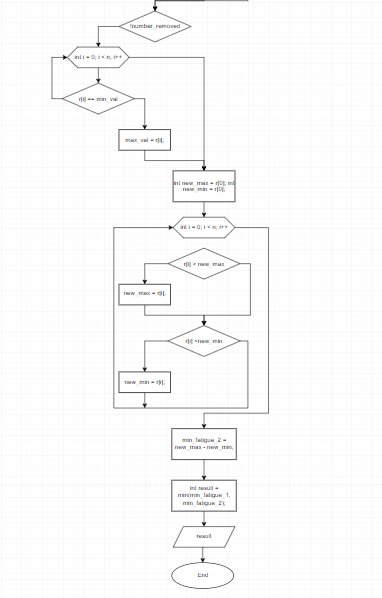 !number_removed
int i = 0; i < n; i++
r[i] == min_val
max_val = r[i];
int new_max = r[0]; int
new_min = r[0];
int i = 0; i < n; i++
r[i] > new_max
new_max = r[i];
r[i] <new_min;
new_min = r[i];
min_fatigue_2 =
new_max - new_min;
int result =
min(min_fatigue_1,
min_fatigue_2);
result
End